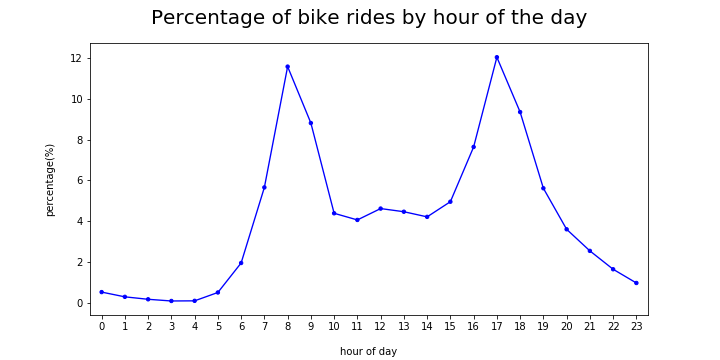 Percentage of bike rides by hour of the day
12
10
8
6
4
2
0
percentage(%)
0 1 2 3 4 5 6 7 8 9 10 11 12 13 14 15 16 17 18 19 20 21 22 23
hour of day